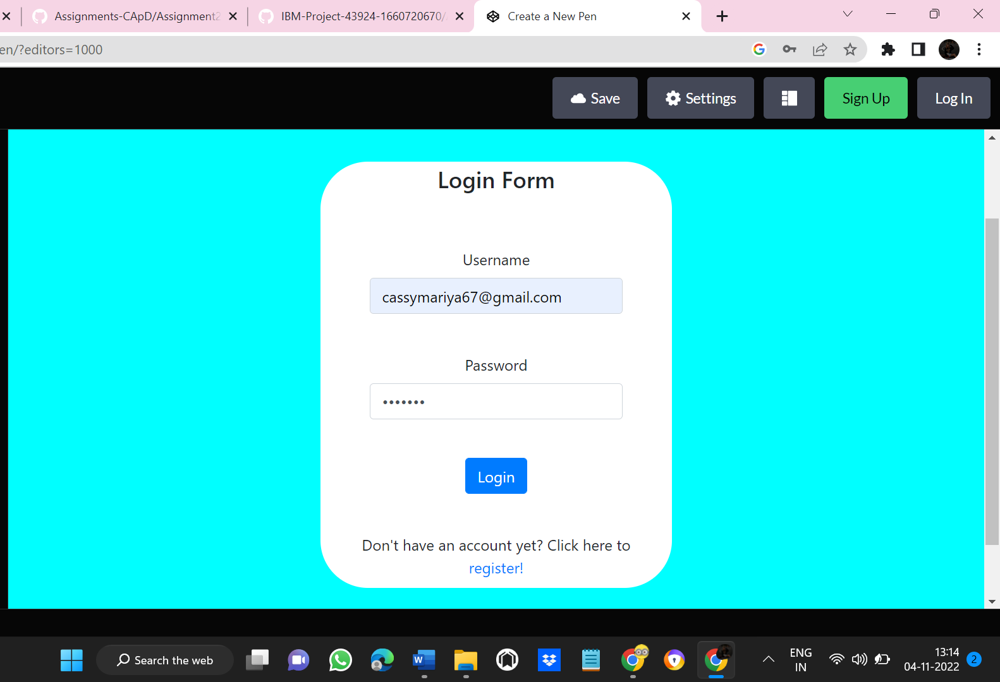 Assignments-CApD/Assignment2
IBM-Project-43924-1660720670/
Create a New Pen
en/?editors=1000
Save
Settings
Sign Up
Log In
Login Form
Username
cassymariya67@gmail.com
Password
•••••••
Login
Don't have an account yet? Click here to
register!
Search the web
ENG
IN
13:14
04-11-2022
2